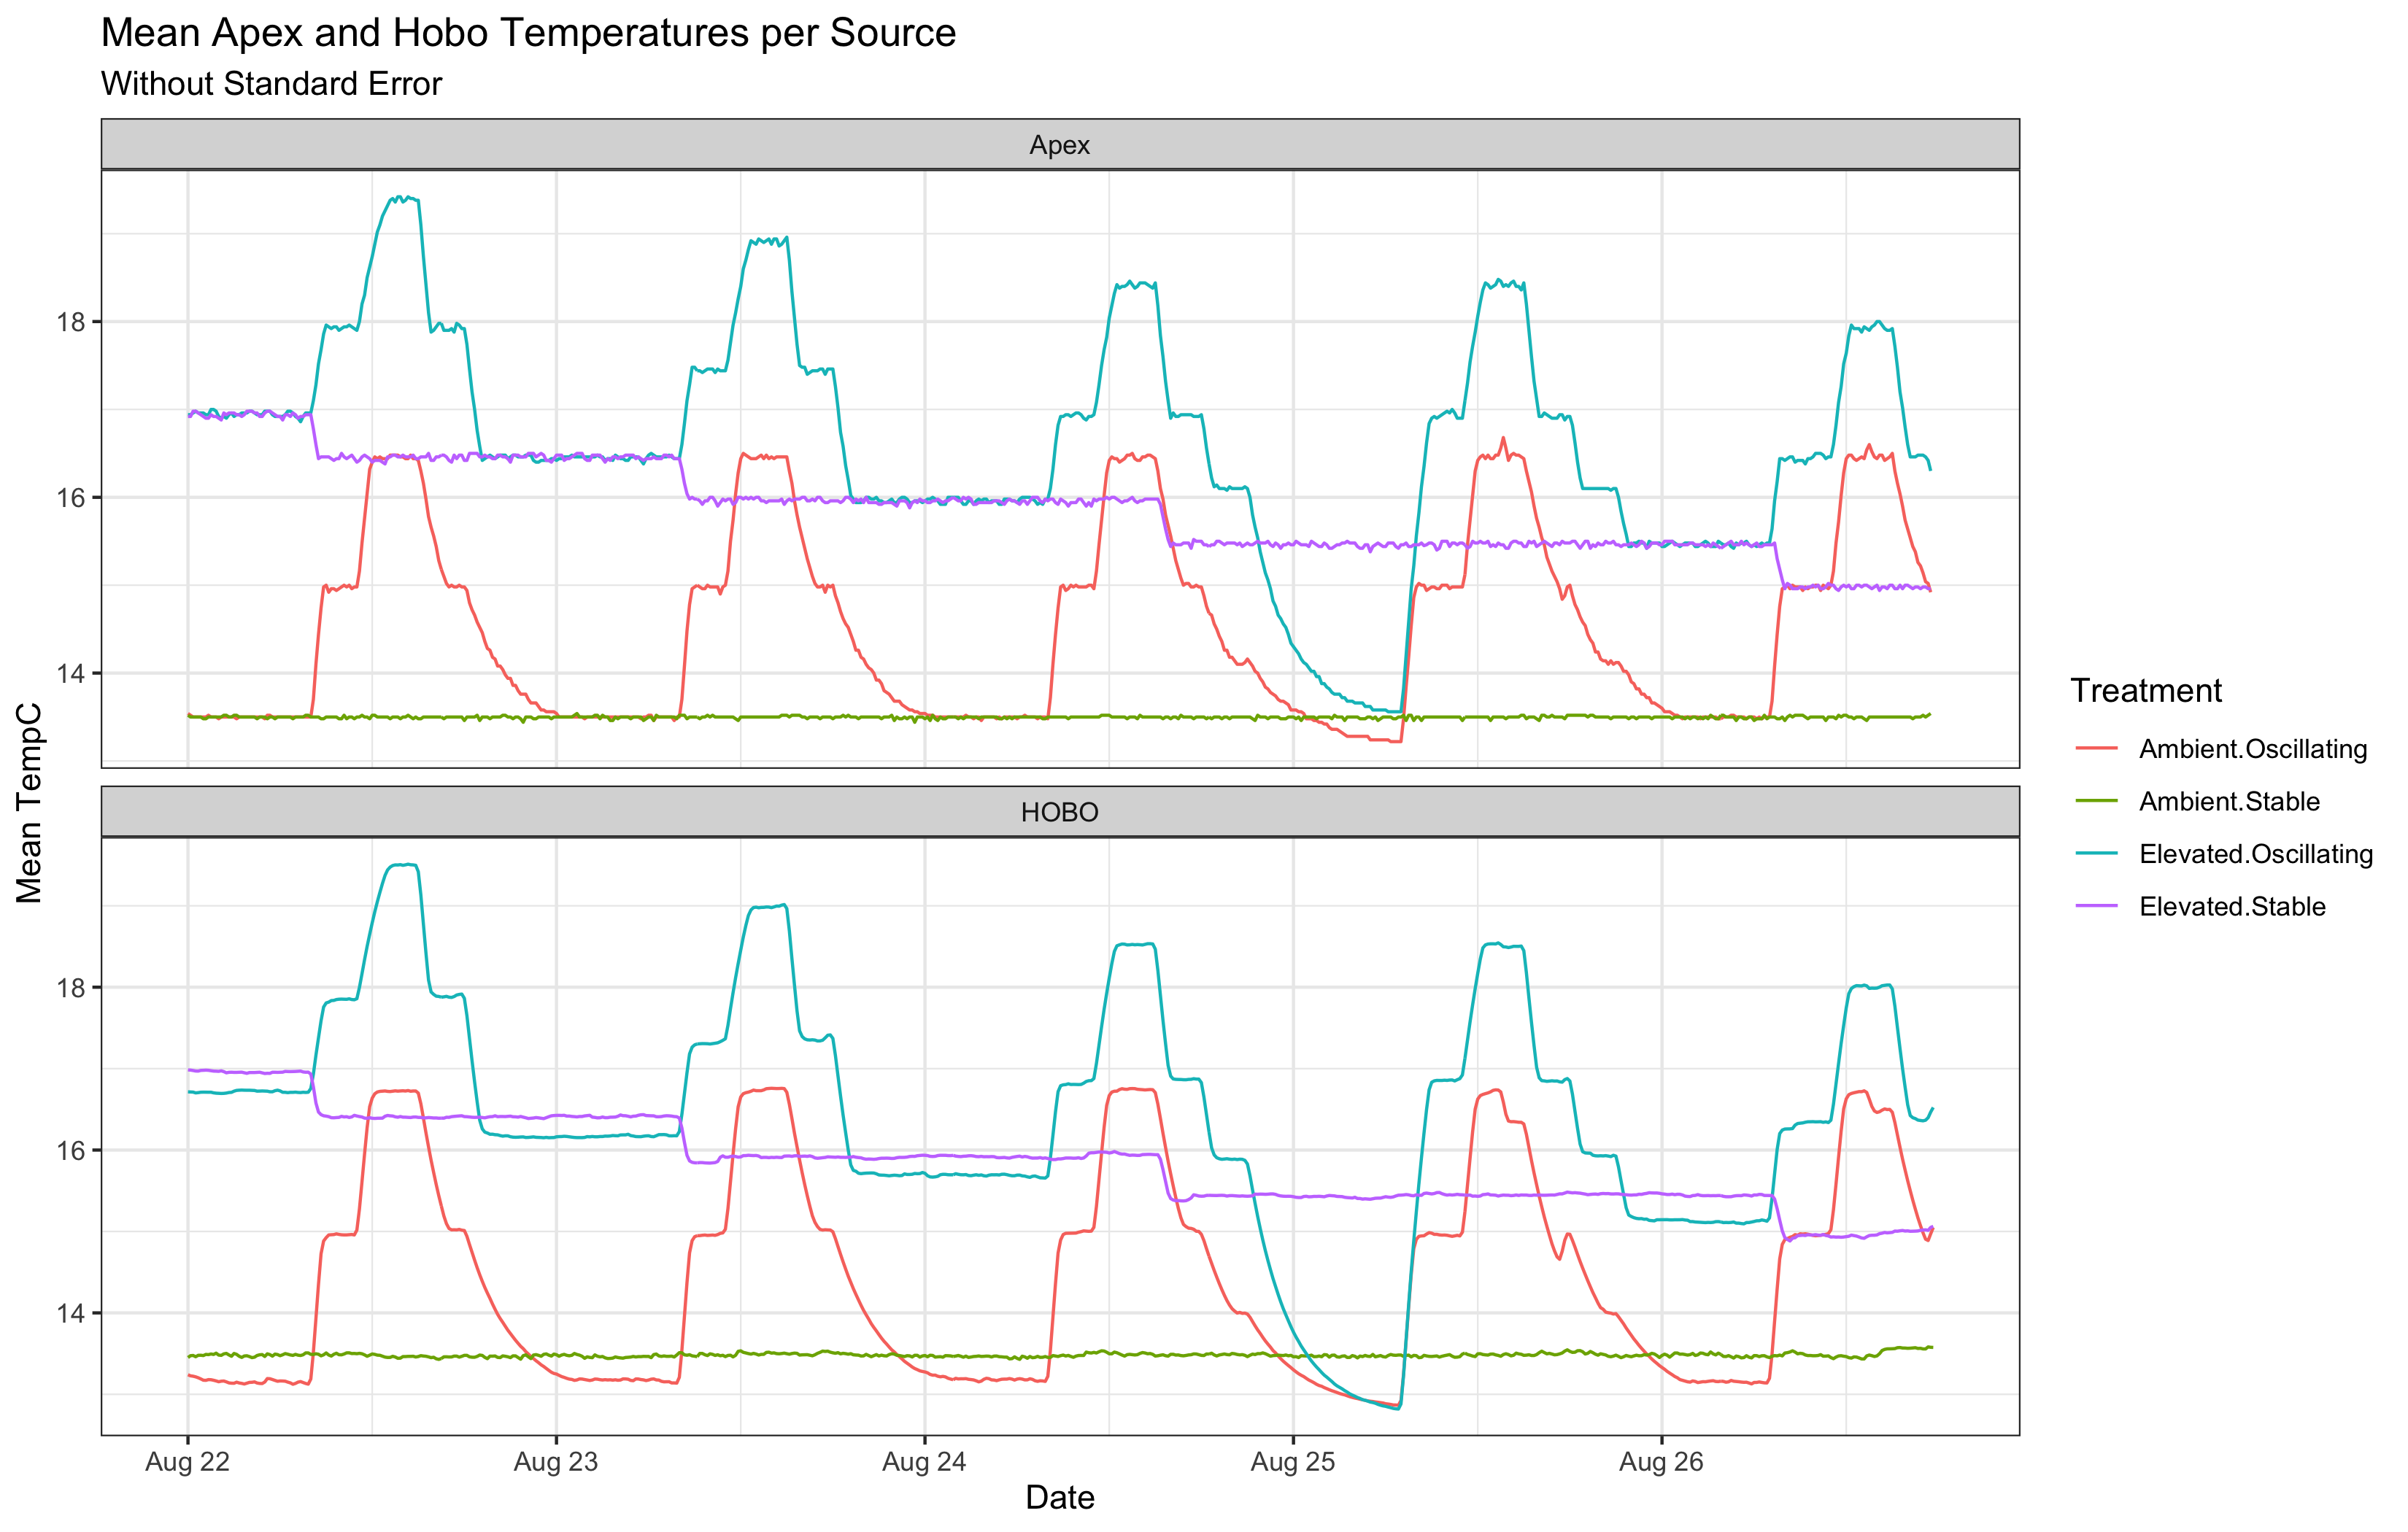 Mean Apex and Hobo Temperatures per Source
Without Standard Error
Apex
18
16
14
HOBO
18
16
14
Mean TempC
Aug 22
Aug 23
Aug 24
Aug 25
Aug 26
Date
Treatment
Ambient.Oscillating
Ambient.Stable
Elevated.Oscillating
Elevated.Stable